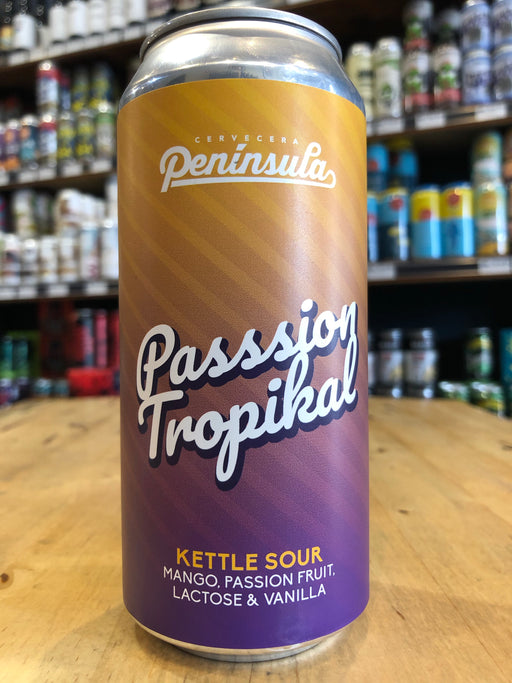 CERVECERA
Península
Passsion
Tropikal
KETTLE SOUR
MANGO, PASSION FRUIT,
LACTOSE & VANILLA